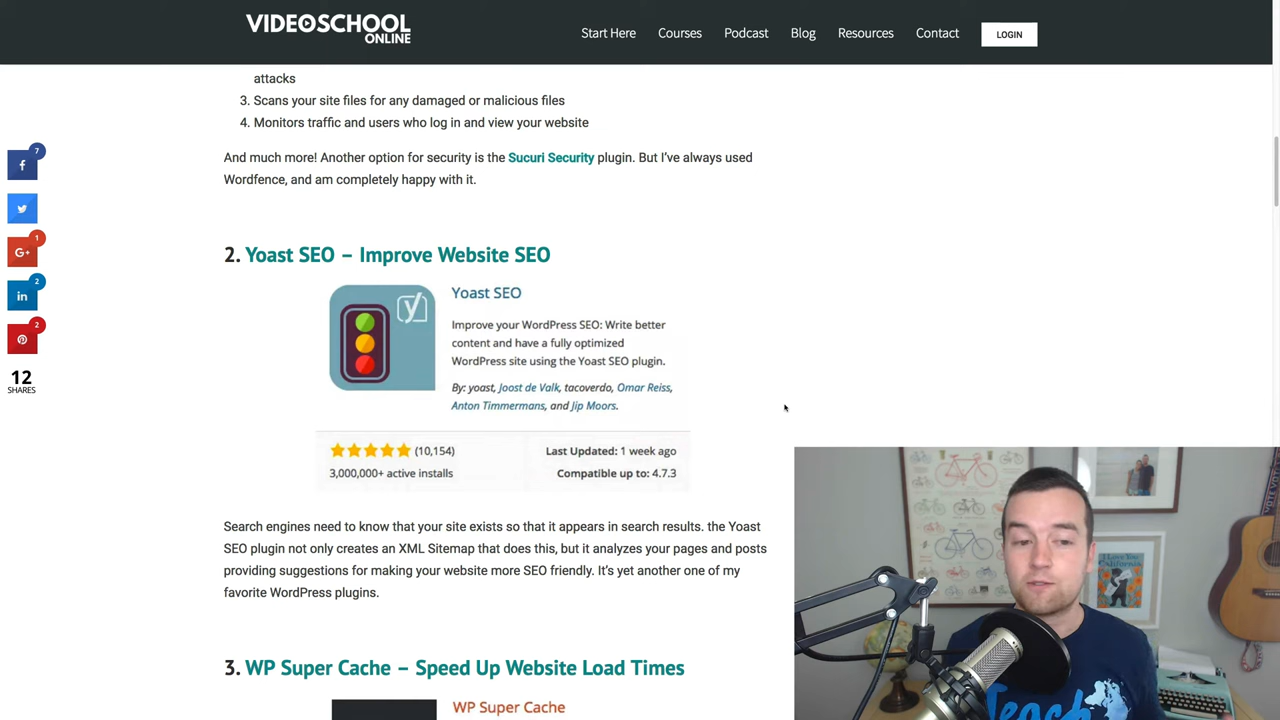 VIDEOSCHOOL
ONLINE
Start Here
Courses
Podcast
Blog
Resources
Contact
LOGIN
attacks
3. Scans your site files for any damaged or malicious files
4. Monitors traffic and users who log in and view your website
And much more! Another option for security is the Sucuri Security plugin. But I've always used
Wordfence, and am completely happy with it.
7
f
1
G+
2
in
2
12
SHARES
2. Yoast SEO – Improve Website SEO
y
Yoast SEO
Improve your WordPress SEO: Write better
content and have a fully optimized
WordPress site using the Yoast SEO plugin.
By: yoast, Joost de Valk, tacoverdo, Omar Reiss,
Anton Timmermans, and Jip Moors.
(10,154)
Last Updated: 1 week ago
3,000,000+ active installs
Compatible up to: 4.7.3
Search engines need to know that your site exists so that it appears in search results. the Yoast
SEO plugin not only creates an XML Sitemap that does this, but it analyzes your pages and posts
providing suggestions for making your website more SEO friendly. It's yet another one of my
favorite WordPress plugins.
3. WP Super Cache – Speed Up Website Load Times
WP Super Cache
I Love You
California
Teach